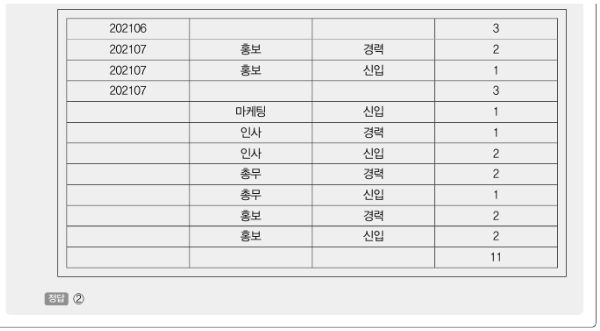 202106 3
202107 홍보 경력 2
202107 홍보 신입 1
202107 3
마케팅 신입 1
인사 경력 1
인사 신입 2
총무 경력 2
총무 신입 1
홍보 경력 2
홍보 신입 2
11
정답 ②